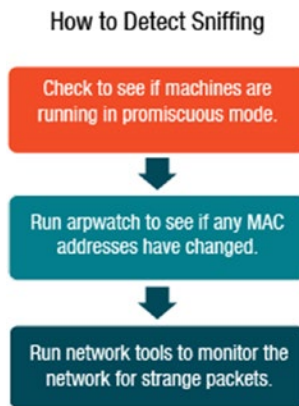 How to Detect Sniffing
Check to see if machines are
running in promiscuous mode.
Run arpwatch to see if any MAC
addresses have changed.
Run network tools to monitor the
network for strange packets.